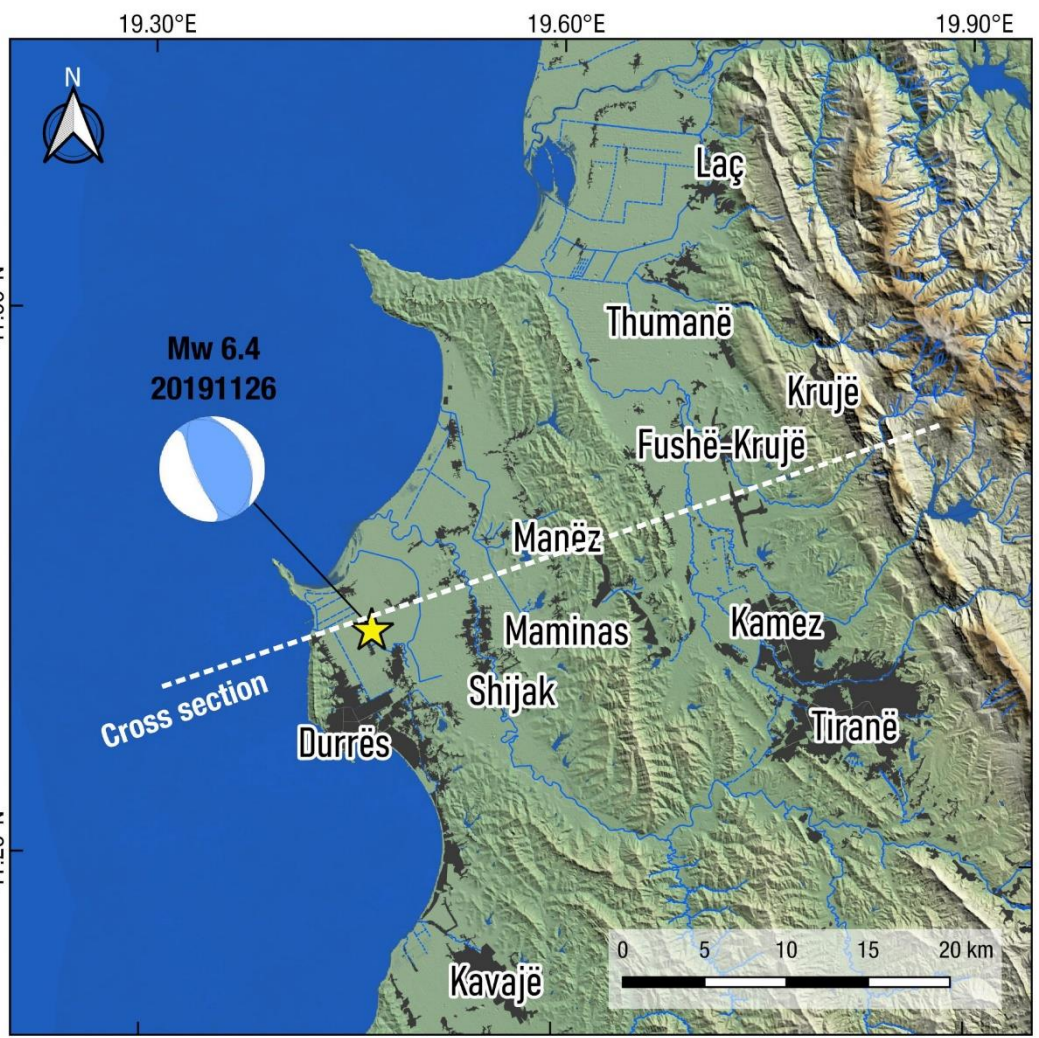 19.30°E
19.60°E
19.90°E
N
Laç
Thumanë
Mw 6.4
20191126
Krujë
Fushë-Krujë
Manëz
Maminas
Kamez
Shijak
Cross section
Tiranë
Durrës
Kavajë
0 5 10 15 20 km